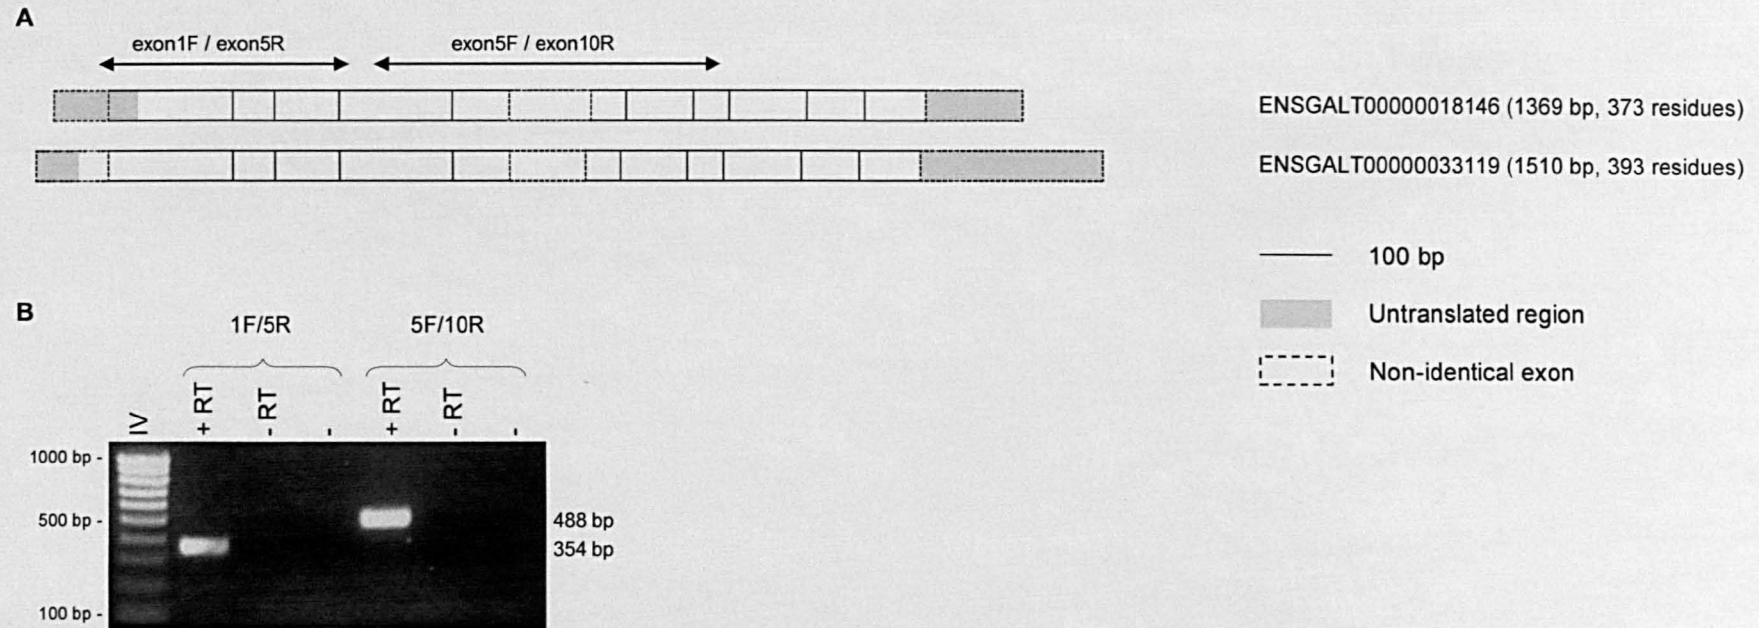 A
exon1F / exon5R
exon5F / exon10R
ENSGALT00000018146 (1369 bp, 373 residues)
ENSGALT00000033119 (1510 bp, 393 residues)
100 bp
Untranslated region
Non-identical exon
B
1F/5R
5F/10R
IV
+ RT
- RT
-
+ RT
- RT
-
1000 bp -
500 bp -
100 bp -
488 bp
354 bp